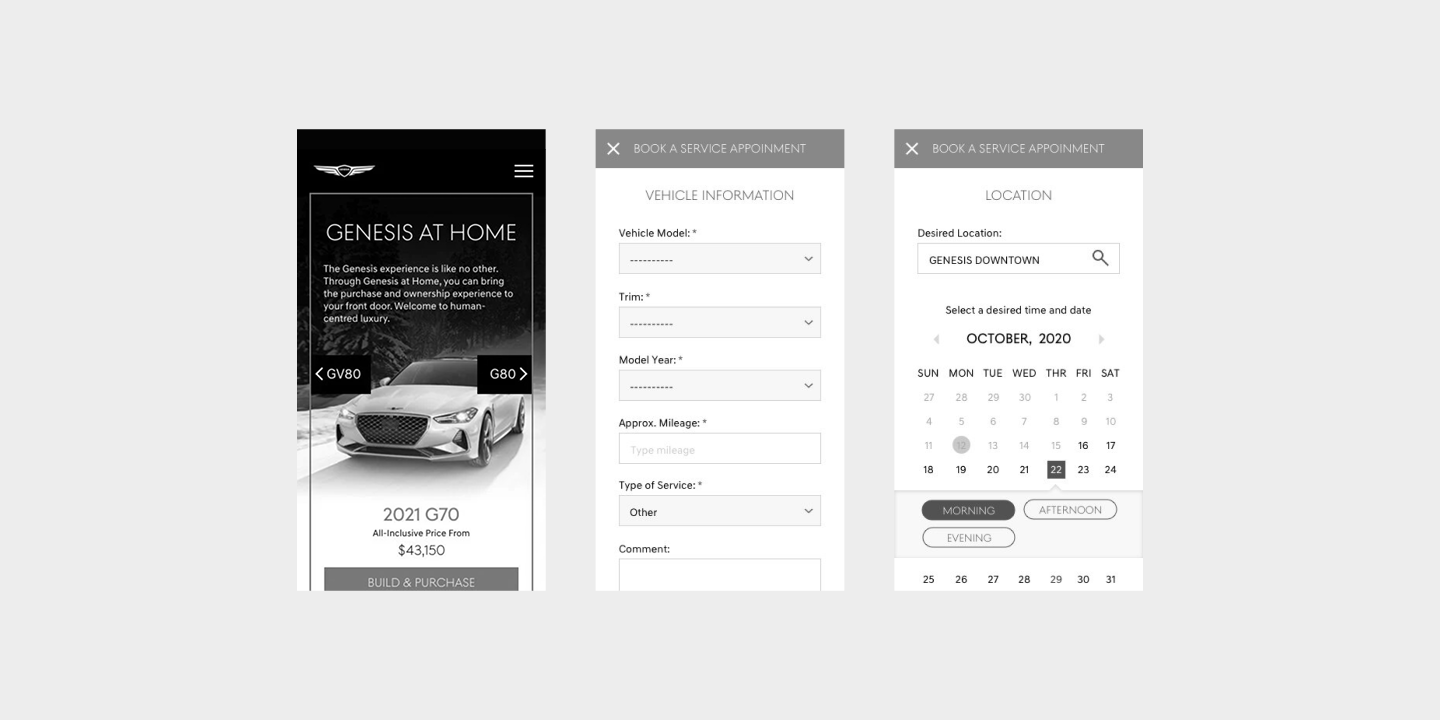 GENESIS AT HOME
The Genesis experience is like no other.
Through Genesis at Home, you can bring
the purchase and ownership experience to
your front door. Welcome to human-
centred luxury.
GV80
G80
2021 G70
All-Inclusive Price From
$43,150
BUILD & PURCHASE
BOOK A SERVICE APPOINMENT
VEHICLE INFORMATION
Vehicle Model: *
----------
Trim: *
----------
Model Year: *
----------
Approx. Mileage: *
Type mileage
Type of Service: *
Other
Comment:
BOOK A SERVICE APPOINMENT
LOCATION
Desired Location:
GENESIS DOWNTOWN
Select a desired time and date
OCTOBER, 2020
SUN MON TUE WED THR FRI SAT
27 28 29 30 1 2 3
4 5 6 7 8 9 10
11 12 13 14 15 16 17
18 19 20 21 22 23 24
MORNING AFTERNOON
EVENING
25 26 27 28 29 30 31